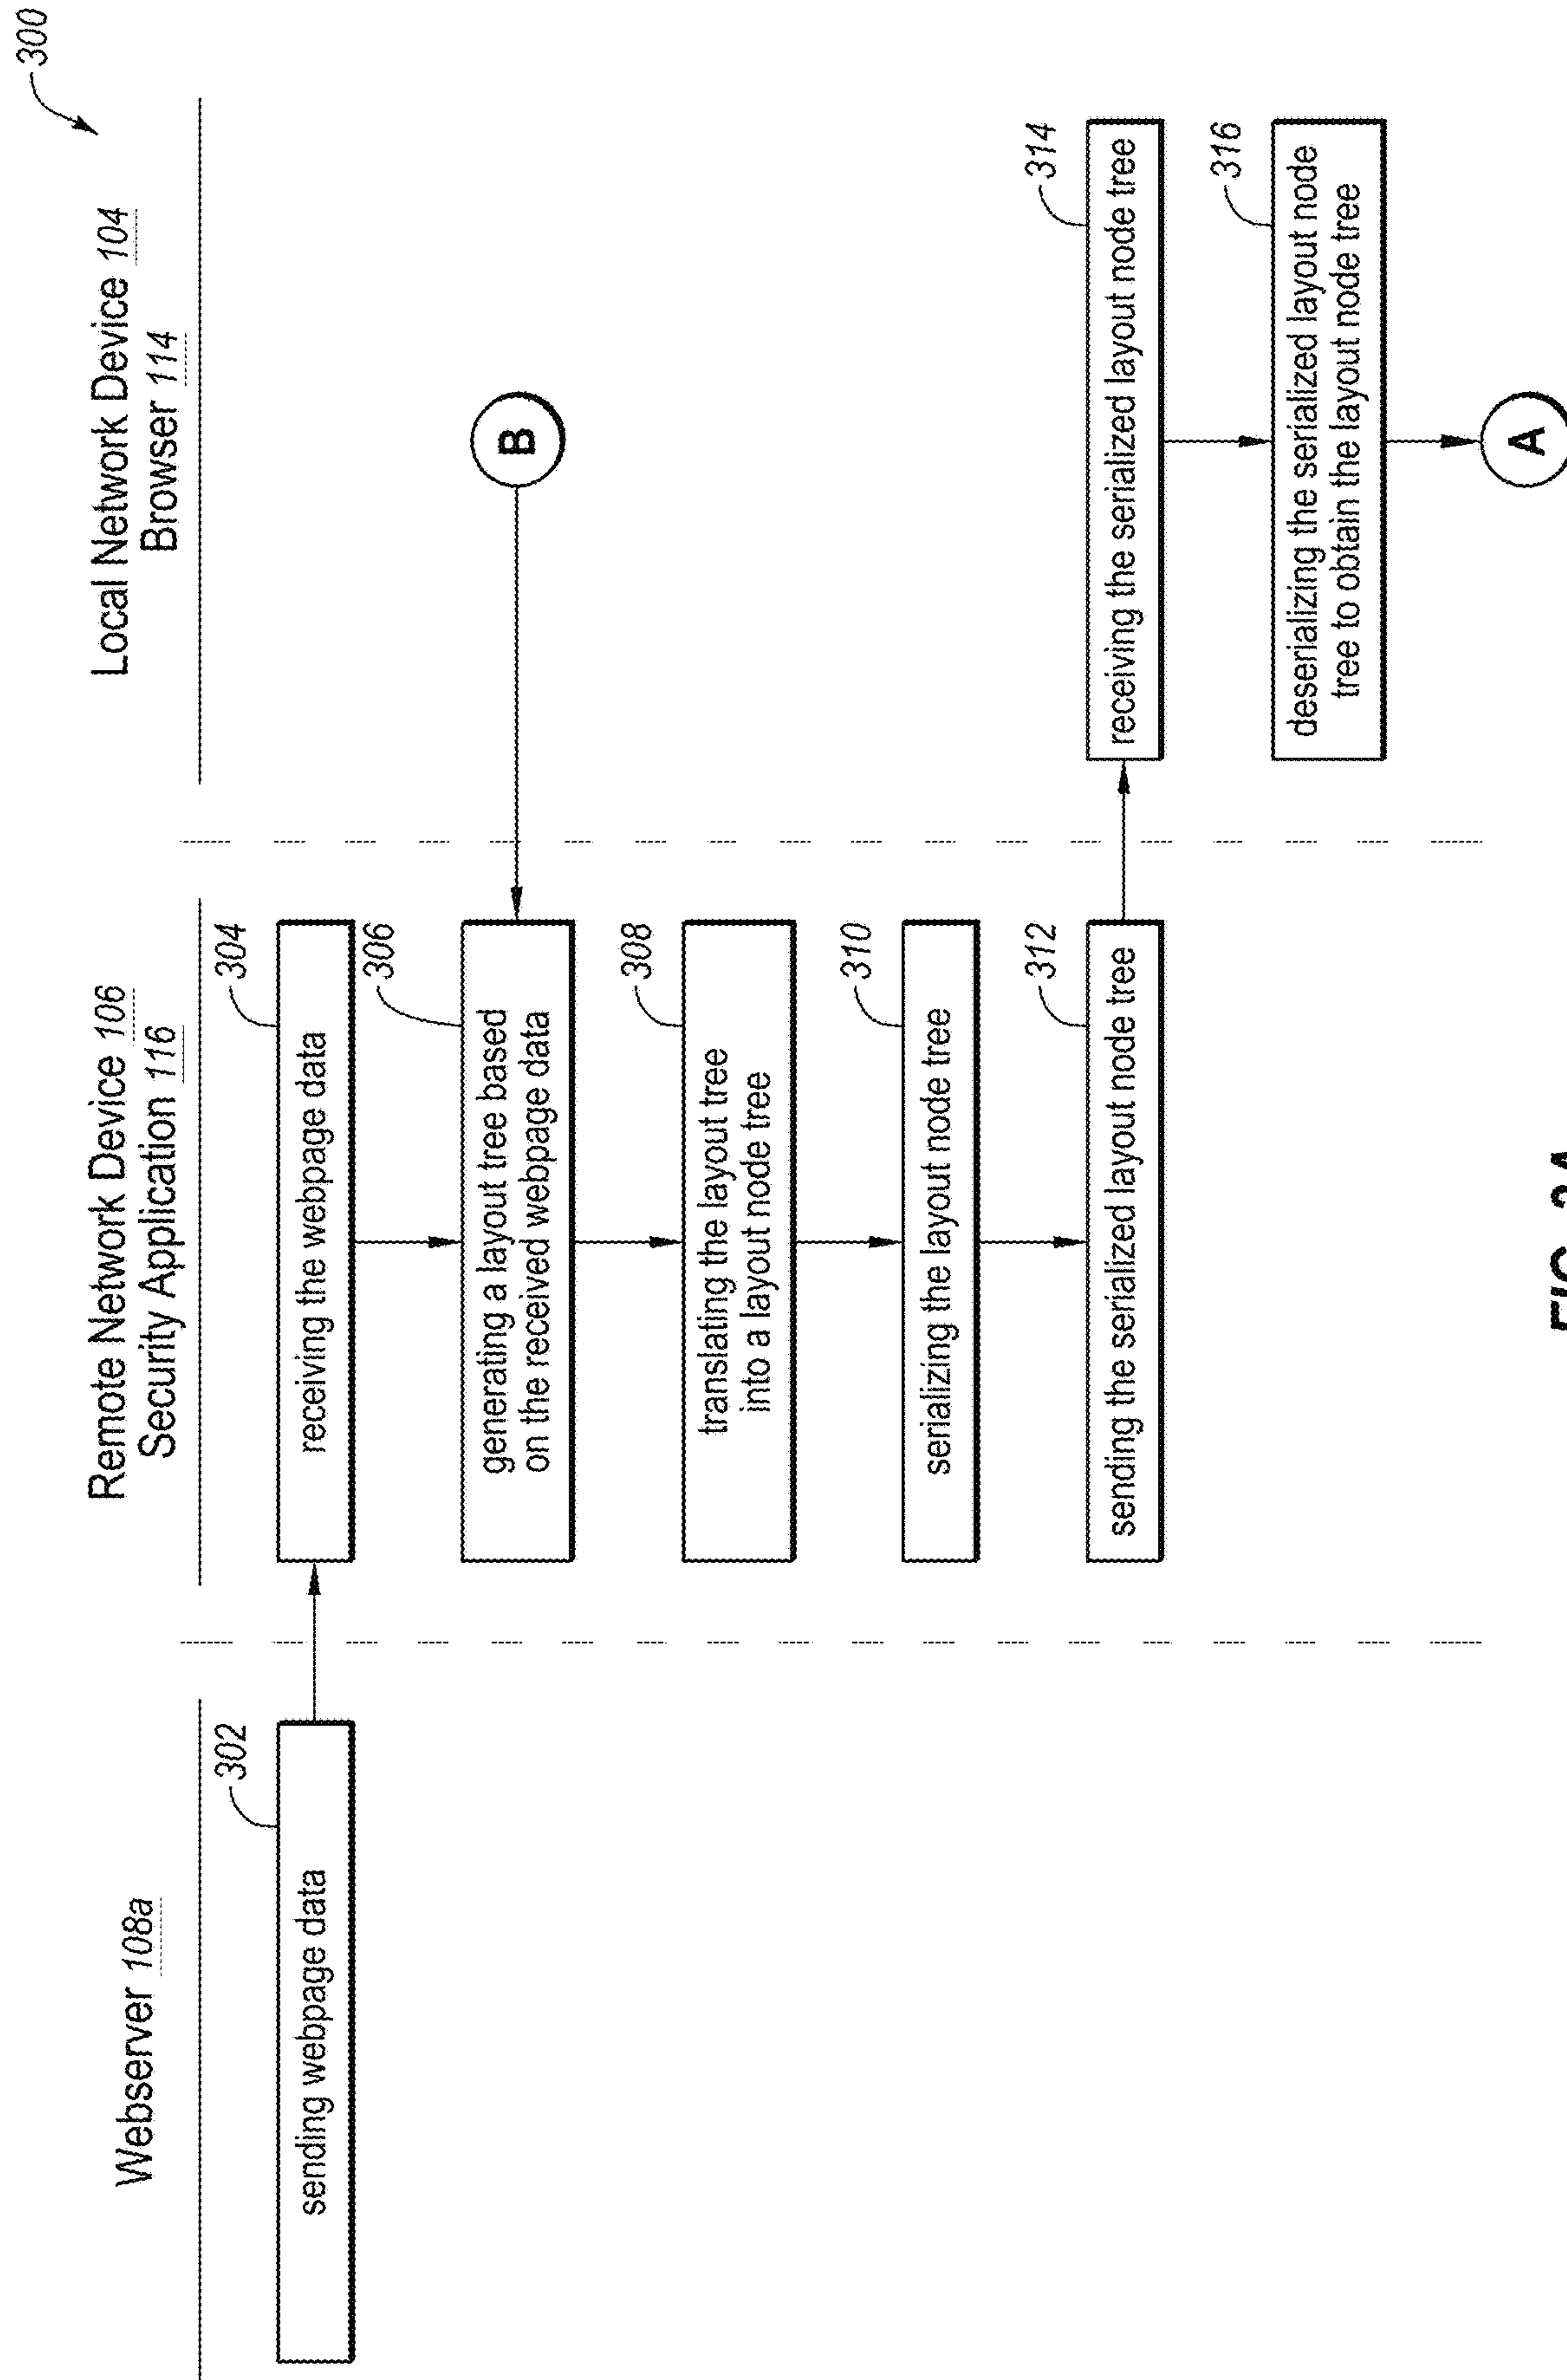 300
Webserver 108a
Remote Network Device 106
Security Application 116
Local Network Device 104
Browser 114
302
sending webpage data
304
receiving the webpage data
306
generating a layout tree based
on the received webpage data
B
308
translating the layout tree
into a layout node tree
310
serializing the layout node tree
312
sending the serialized layout node tree
314
receiving the serialized layout node tree
316
deserializing the serialized layout node
tree to obtain the layout node tree
A